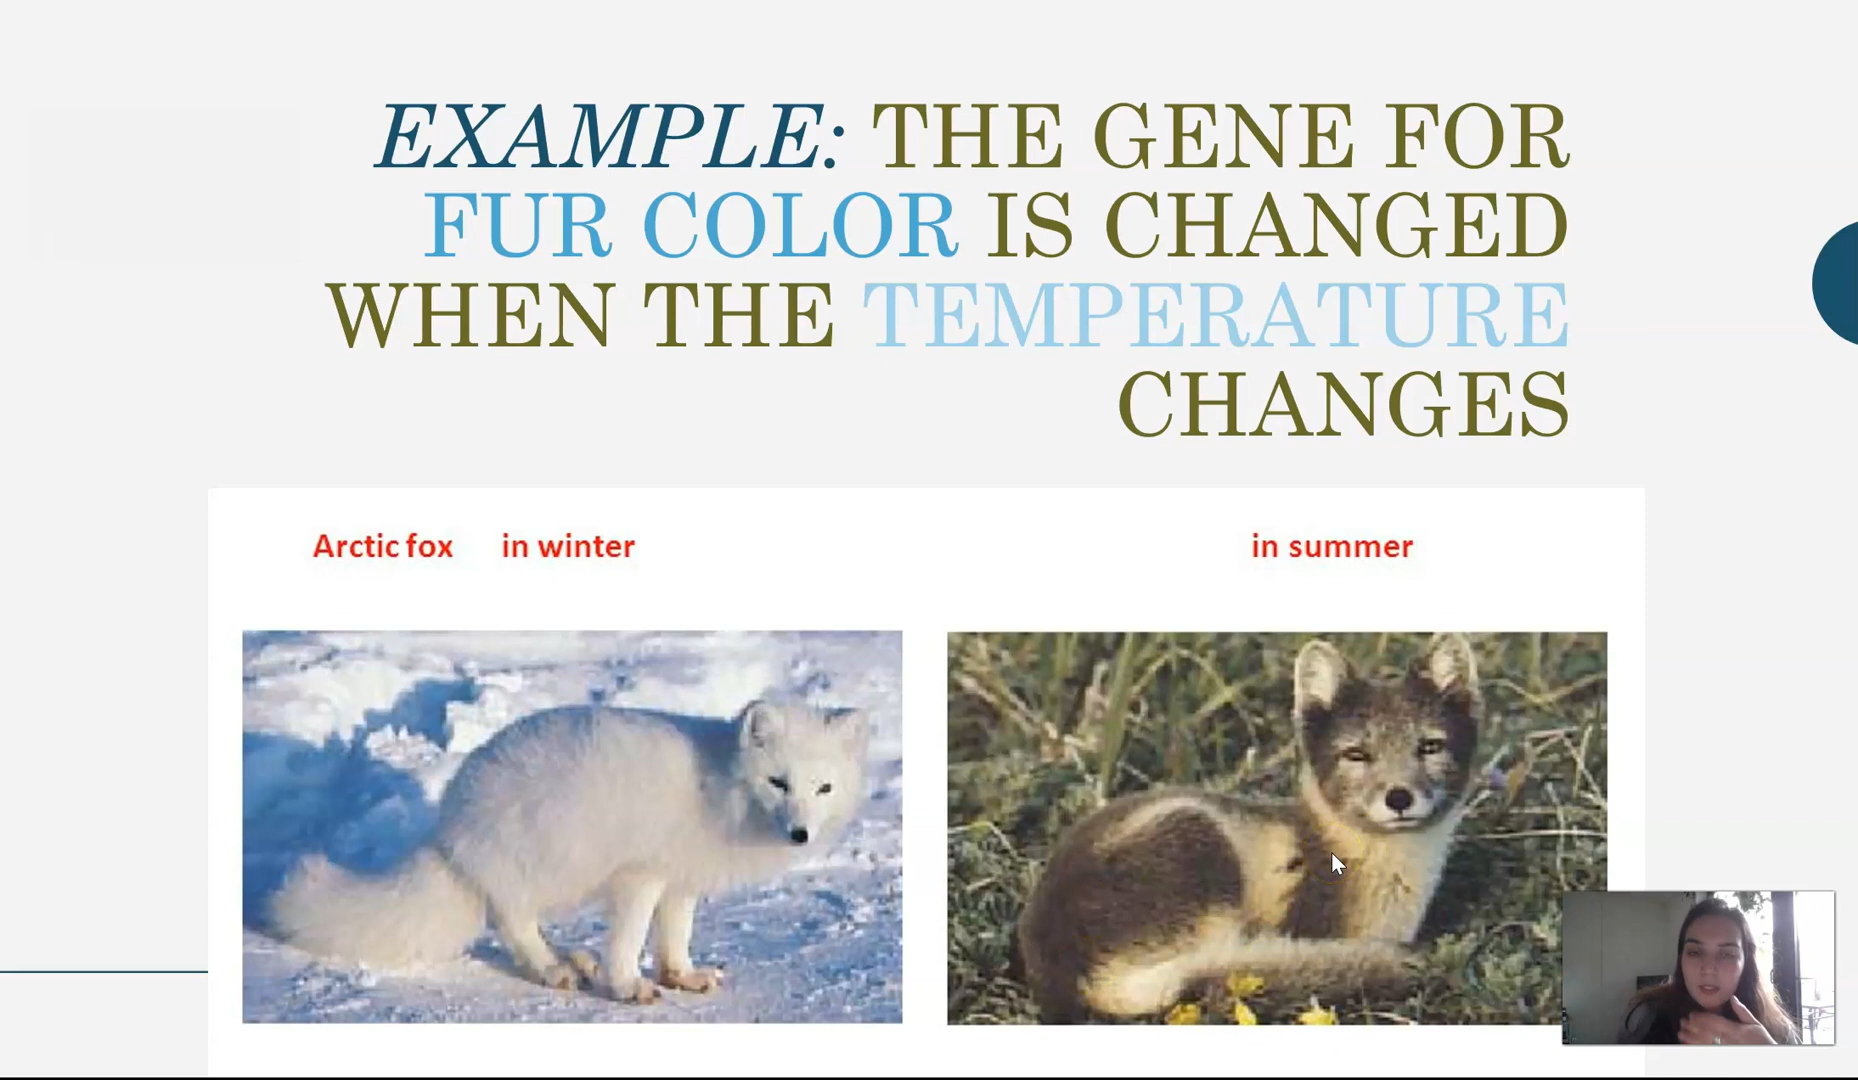 EXAMPLE: THE GENE FOR
FUR COLOR IS CHANGED
WHEN THE TEMPERATURE
CHANGES
Arctic fox in winter
in summer